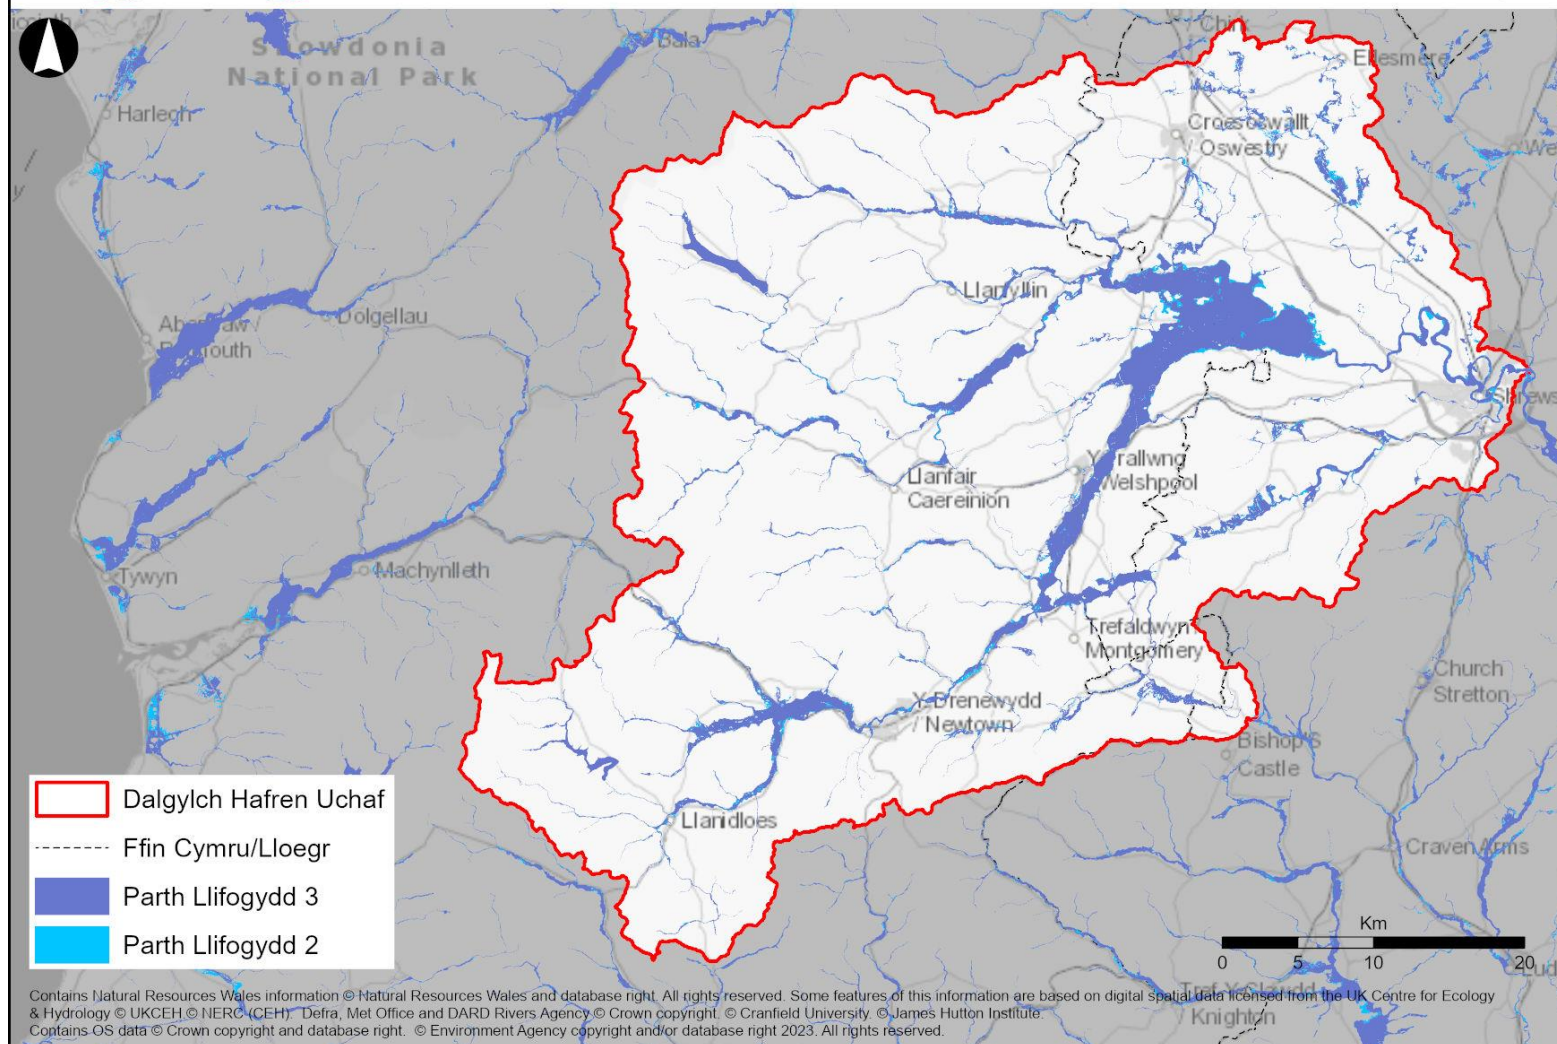 Snowdonia
National Park
Bala
Chirk
Ellesmere
Harlech
Croesoswallt
/ Oswestry
Llanfyllin
Dolgellau
Abermaw /
Barmouth
Shrews
Y Trallwng
/ Welshpool
Llanfair
Caereinion
Tywyn
Machynlleth
Trefaldwyn
Montgomery
Church
Stretton
Y Drenewydd
/ Newtown
Bishop's
Castle
Llanidloes
Craven Arms
Dalgylch Hafren Uchaf
Ffin Cymru/Lloegr
Parth Llifogydd 3
Parth Llifogydd 2
Km
0 5 10 20
Lud
Tref-Y-Clawdd
/ Knighton
Contains Natural Resources Wales information © Natural Resources Wales and database right. All rights reserved. Some features of this information are based on digital spatial data licensed from the UK Centre for Ecology
& Hydrology © UKCEH © NERC (CEH). Defra, Met Office and DARD Rivers Agency © Crown copyright. © Cranfield University. © James Hutton Institute.
Contains OS data © Crown copyright and database right. © Environment Agency copyright and/or database right 2023. All rights reserved.